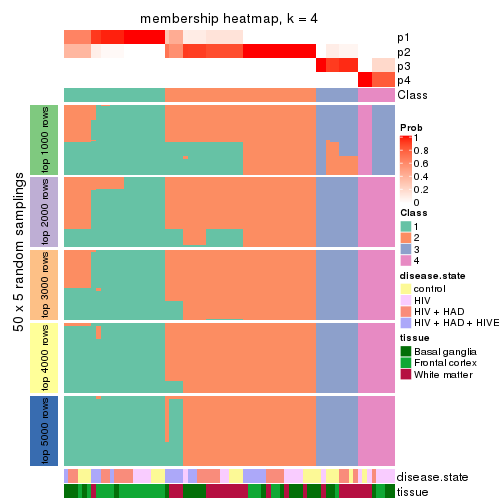 membership heatmap, k = 4
p1
p2
p3
p4
Class
50 x 5 random samplings
top 1000 rows
top 2000 rows
top 3000 rows
top 4000 rows
top 5000 rows
Prob
1
0.8
0.6
0.4
0.2
0
Class
1
2
3
4
disease.state
control
HIV
HIV + HAD
HIV + HAD + HIVE
tissue
Basal ganglia
Frontal cortex
White matter
disease.state
tissue